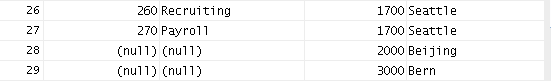 26 260 Recruiting 1700 Seattle
27 270 Payroll 1700 Seattle
28 (null) (null) 2000 Beijing
29 (null) (null) 3000 Bern